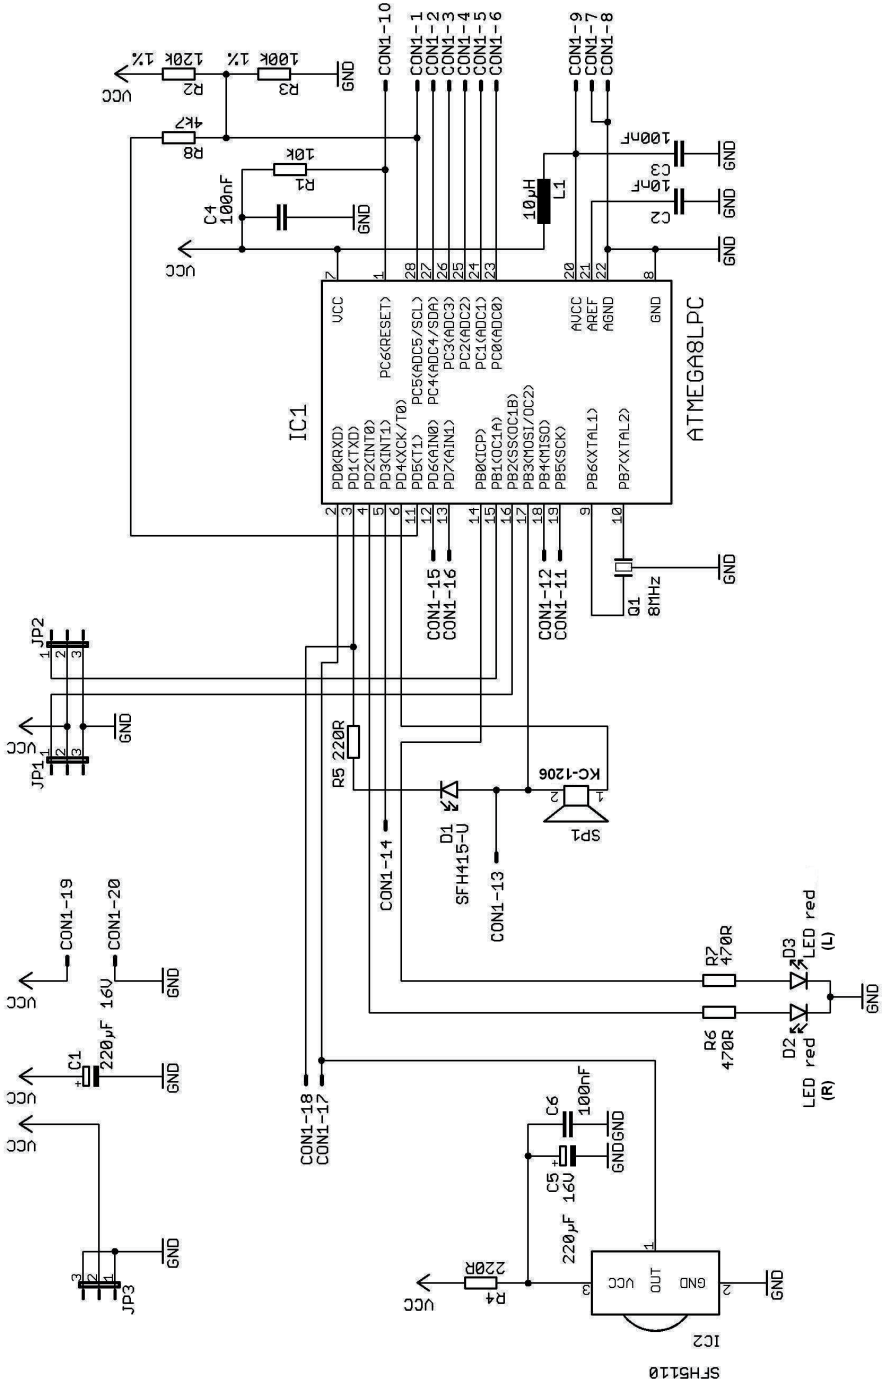 CON1-10
CON1-1
CON1-2
CON1-3
CON1-4
CON1-5
CON1-6
CON1-9
CON1-7
CON1-8
VCC
1%
120k
R2
1%
100k
R3
GND
4k7
R8
10k
R1
C4
100nF
GND
VCC
10µH
L1
100nF
C3
GND
10nF
C2
GND
GND
7
1
28
27
26
25
24
23
20
21
22
8
VCC
PC6(RESET)
PC5(ADC5/SCL)
PC4(ADC4/SDA)
PC3(ADC3)
PC2(ADC2)
PC1(ADC1)
PC0(ADC0)
AVCC
AREF
AGND
GND
IC1
ATMEGA8LPC
PD0(RXD)
PD1(TXD)
PD2(INT0)
PD3(INT1)
PD4(XCK/T0)
PD5(T1)
PD6(AIN0)
PD7(AIN1)
PB0(ICP)
PB1(OC1A)
PB2(SS(OC1B)
PB3(MOSI/OC2)
PB4(MISO)
PB5(SCK)
PB6(XTAL1)
PB7(XTAL2)
2
3
4
5
6
11
12
13
14
15
16
17
18
19
9
10
CON1-15
CON1-16
CON1-12
CON1-11
Q1
8MHz
GND
JP2
1
2
3
VCC
GND
JP1
1
2
3
R5
220R
D1
SFH415-U
CON1-14
CON1-13
KC-1206
2
1
SP1
CON1-19
CON1-20
VCC
GND
C1
+
220µF 16V
VCC
GND
VCC
GND
JP3
3
2
1
CON1-18
CON1-17
R7
470R
R6
470R
D3
LED red
(L)
D2
LED red
(R)
GND
C6
100nF
GND
C5
+
16V
220µF
GND
VCC
220R
R4
3
1
2
VCC
OUT
GND
GND
IC2
SFH5110